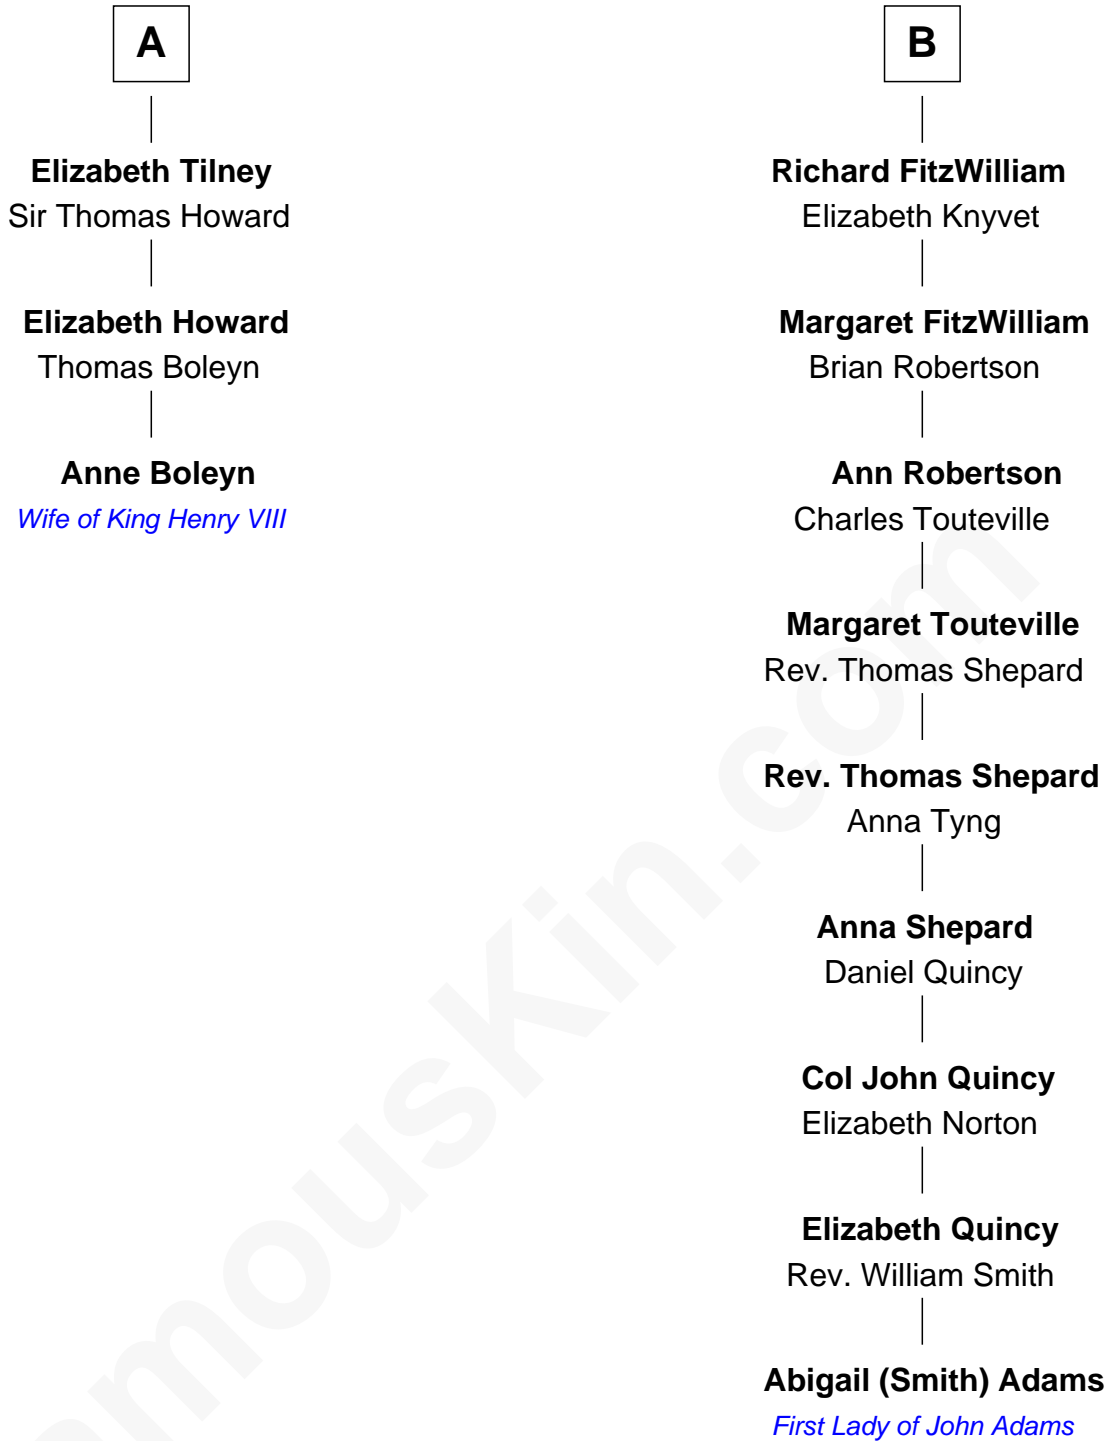 A
Elizabeth Tilney
Sir Thomas Howard
Elizabeth Howard
Thomas Boleyn
Anne Boleyn
Wife of King Henry VIII
B
Richard FitzWilliam
Elizabeth Knyvet
Margaret FitzWilliam
Brian Robertson
Ann Robertson
Charles Touteville
Margaret Touteville
Rev. Thomas Shepard
Rev. Thomas Shepard
Anna Tyng
Anna Shepard
Daniel Quincy
Col John Quincy
Elizabeth Norton
Elizabeth Quincy
Rev. William Smith
Abigail (Smith) Adams
First Lady of John Adams
amousKin.com